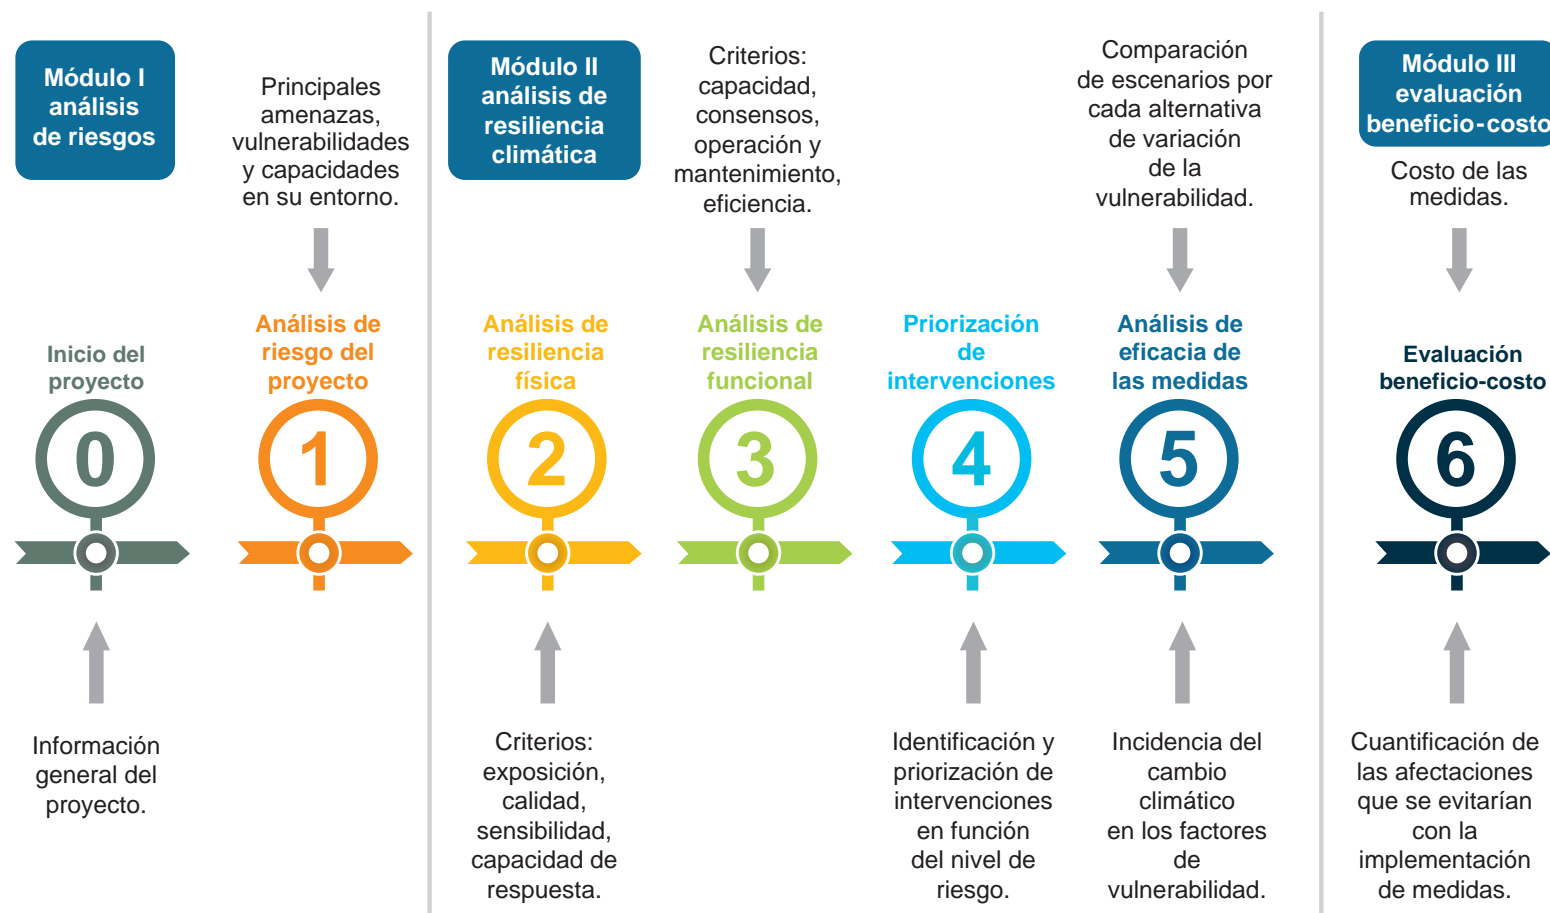 Módulo I
análisis
de riesgos
Principales
amenazas,
vulnerabilidades
y capacidades
en su entorno.
Módulo II
análisis de
resiliencia
climática
Criterios:
capacidad,
consensos,
operación y
mantenimiento,
eficiencia.
Comparación
de escenarios por
cada alternativa
de variación
de la
vulnerabilidad.
Módulo III
evaluación
beneficio-costo
Costo de las
medidas.
Inicio del
proyecto
Análisis de
riesgo del
proyecto
Análisis de
resiliencia
física
Análisis de
resiliencia
funcional
Priorización
de
intervenciones
Análisis de
eficacia de
las medidas
Evaluación
beneficio-costo
0
1
2
3
4
5
6
Información
general del
proyecto.
Criterios:
exposición,
calidad,
sensibilidad,
capacidad de
respuesta.
Identificación y
priorización de
intervenciones
en función
del nivel de
riesgo.
Incidencia del
cambio
climático
en los factores
de
vulnerabilidad.
Cuantificación de
las afectaciones
que se evitarían
con la
implementación
de medidas.